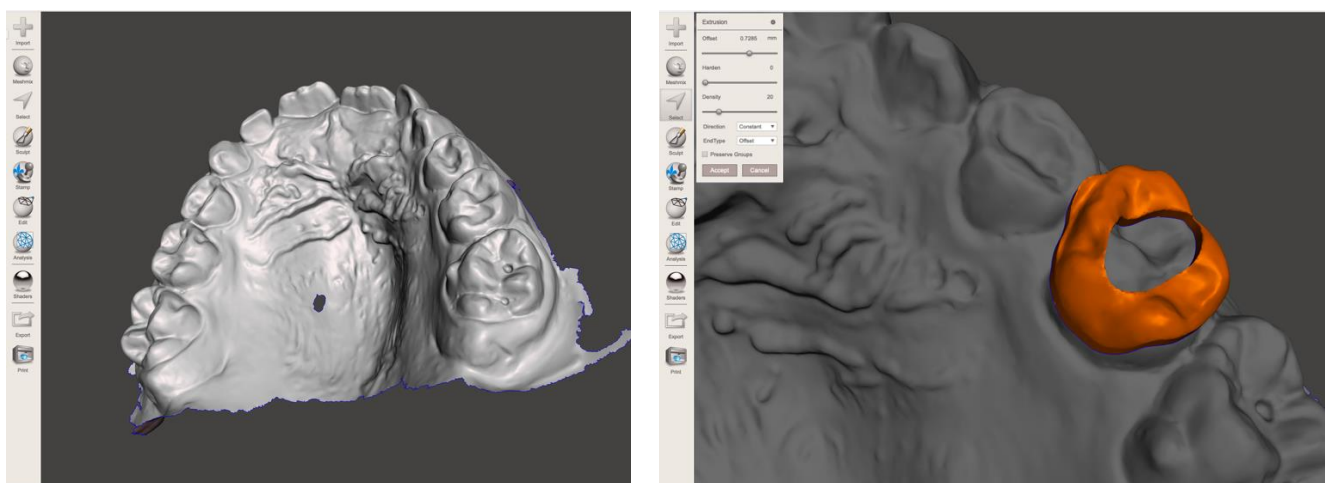 Import
Meshmix
Select
Sculpt
Stamp
Edit
Analysis
Shaders
Export
Print
Import
Meshmix
Select
Sculpt
Stamp
Edit
Analysis
Shaders
Export
Print
Extrusion
Offset 0.7265 mm
Harden 0
Density 20
Direction Constant
EndType Offset
Preserve Groups
Accept Cancel